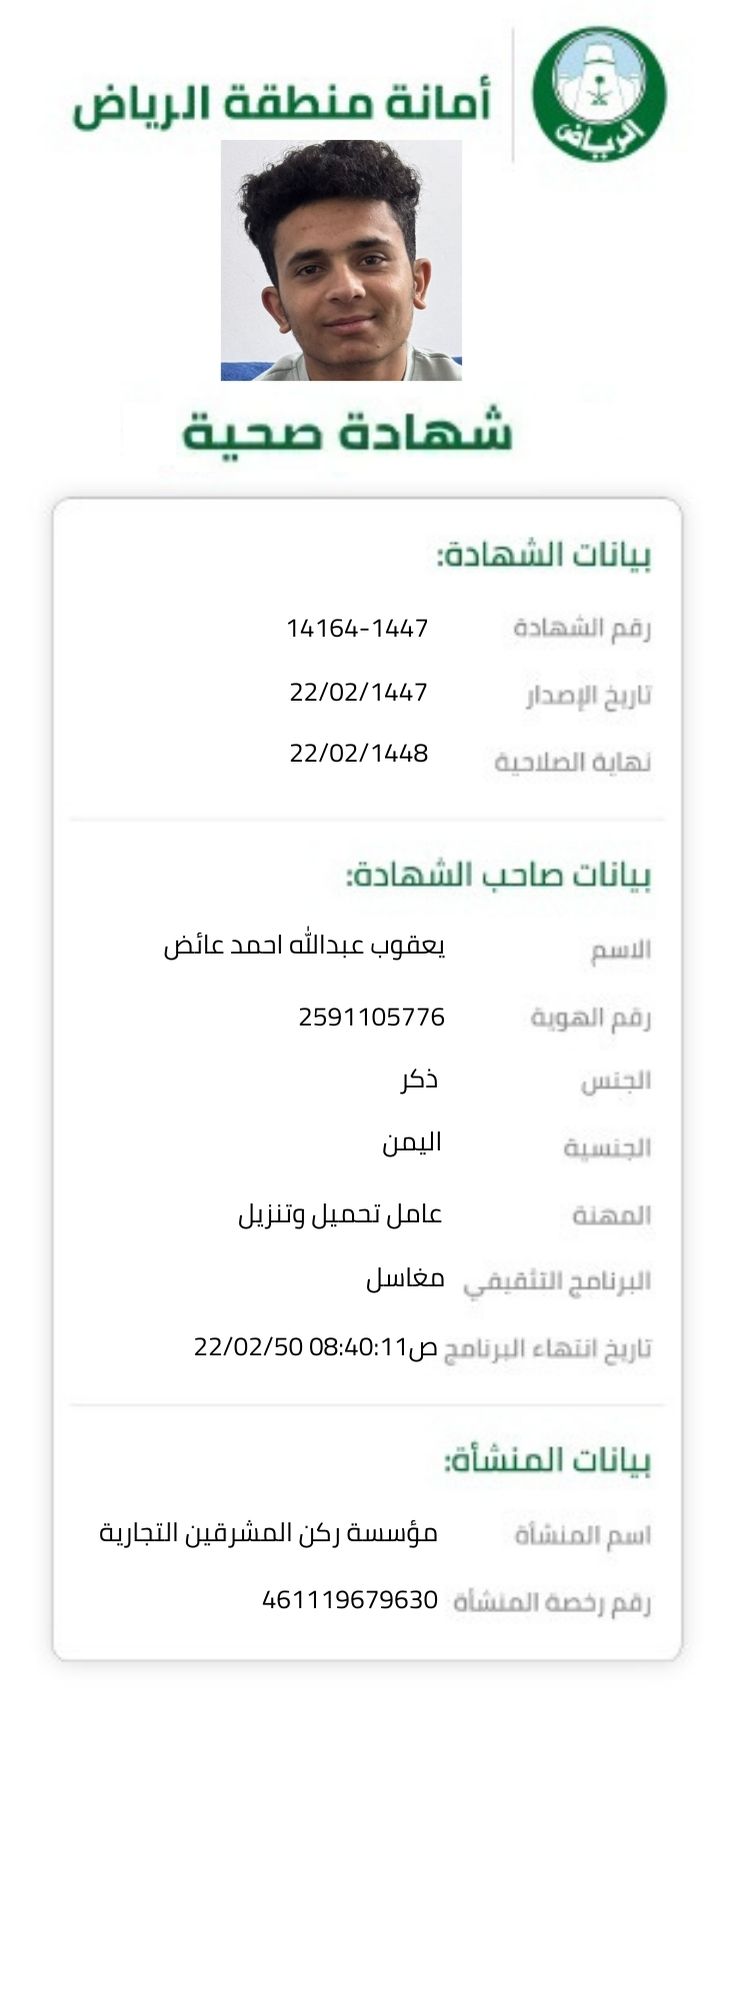 أمانة منطقة الرياض
الرياض
شهادة صحية
بيانات الشهادة:
رقم الشهادة 14164-1447
تاريخ الإصدار 22/02/1447
نهاية الصلاحية 22/02/1448
بيانات صاحب الشهادة:
الاسم يعقوب عبدالله احمد عائض
رقم الهوية 2591105776
الجنس ذكر
الجنسية اليمن
المهنة عامل تحميل وتنزيل
البرنامج التثقيفي مغاسل
تاريخ انتهاء البرنامج ص08:40:11 22/02/50
بيانات المنشأة:
اسم المنشأة مؤسسة ركن المشرقين التجارية
رقم رخصة المنشأة 461119679630